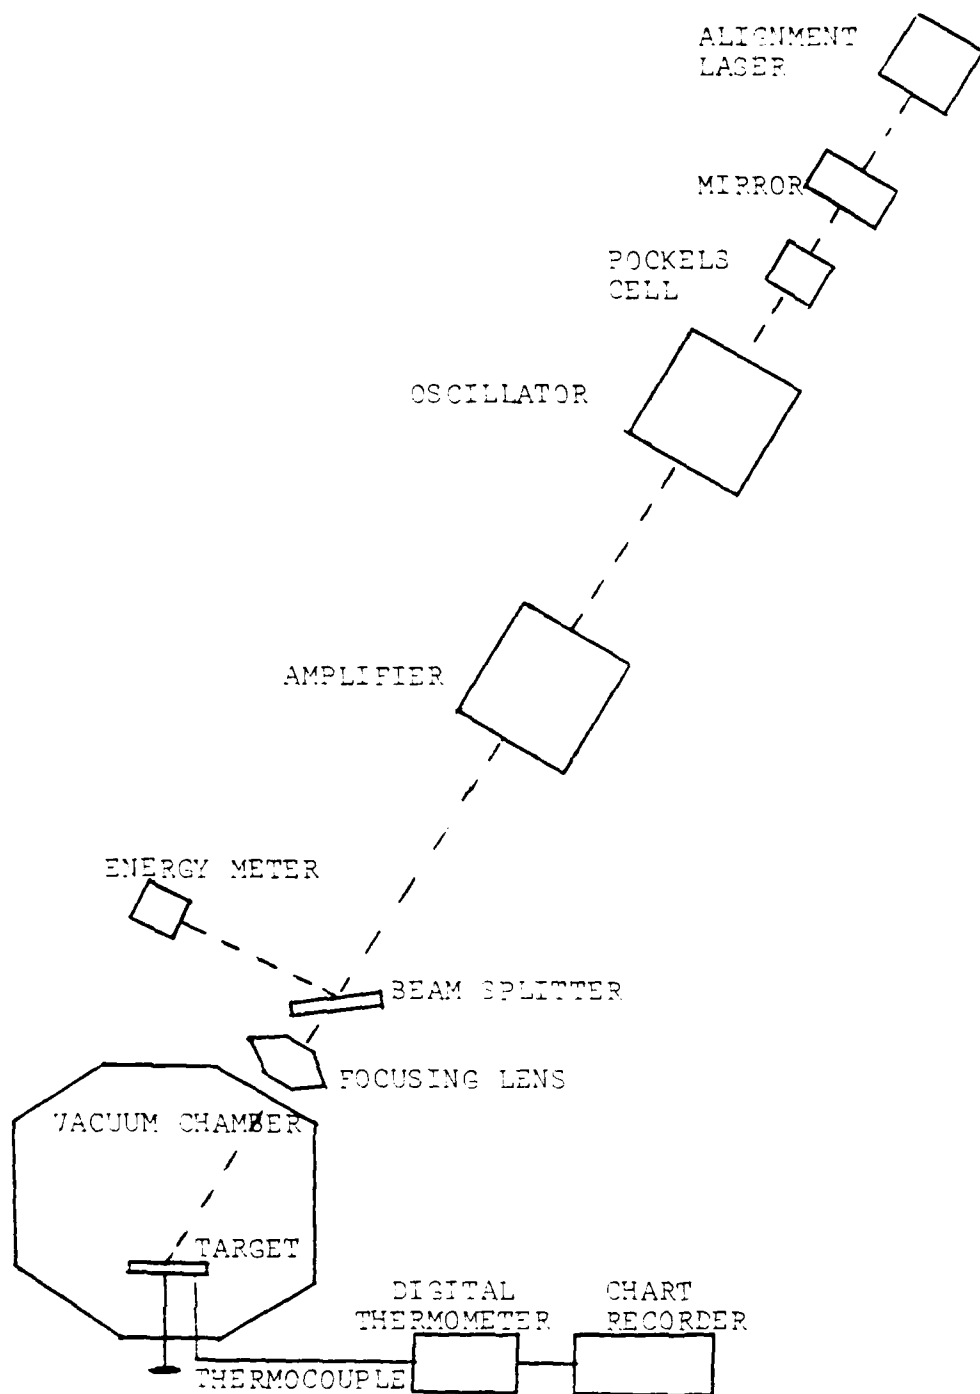 ALIGNMENT
LASER
MIRROR
POCKELS
CELL
OSCILLATOR
AMPLIFIER
ENERGY METER
BEAM SPLITTER
FOCUSING LENS
VACUUM CHAMBER
TARGET
DIGITAL
THERMOMETER
CHART
RECORDER
THERMOCOUPLE